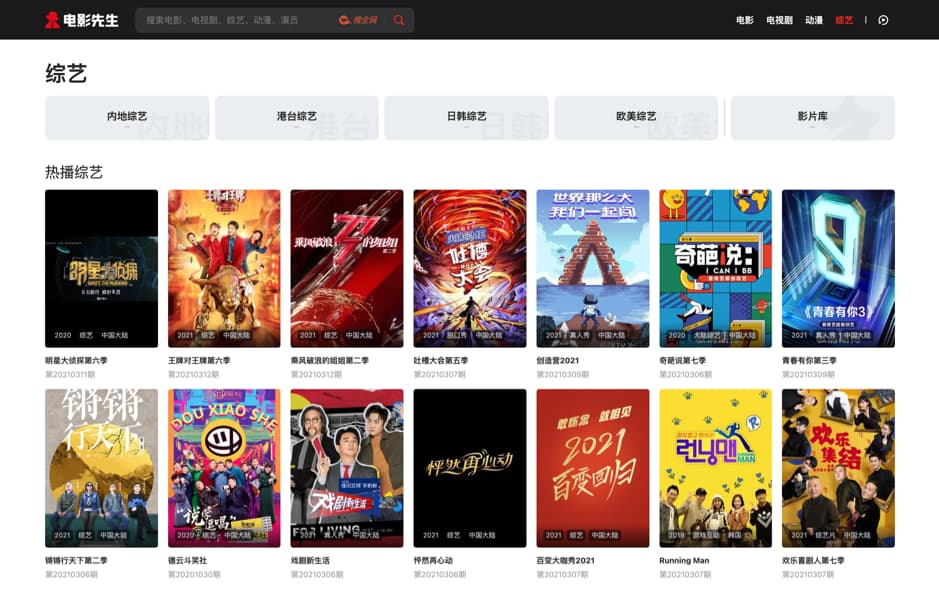 电影先生
搜索电影、电视剧、综艺、动漫、演员
搜全网
电影 电视剧 动漫 综艺
综艺
内地综艺 港台综艺 日韩综艺 欧美综艺 影片库
热播综艺
明星大侦探
WHAT'S THE MURDERER
2020 综艺 中国大陆
王牌对王牌
2021 综艺 中国大陆
乘风破浪的姐姐
第二季
2021 综艺 中国大陆
吐槽大会
2021 脱口秀 中国大陆
世界那么大
我们一起闯
2021 真人秀 中国大陆
奇葩说:
I CAN I BB
2020 大陆综艺 中国大陆
《青春有你3》
2021 真人秀 中国大陆
明星大侦探第六季
第20210311期
王牌对王牌第六季
第20210312期
乘风破浪的姐姐第二季
第20210312期
吐槽大会第五季
第20210307期
创造营2021
第20210309期
奇葩说第七季
第20210306期
青春有你第三季
第20210309期
锵锵
行天下
2021 综艺 中国大陆
DOU XIAO SHE
“说学逗唱”
2020 综艺 中国大陆
戏剧新生活
FOR LIVING
2021 真人秀 中国大陆
怦然再心动
2021 综艺 中国大陆
敢怀念 就相见
2021
百变回归
2021 综艺 中国大陆
런닝맨
RUNNING MAN
2019 游戏互动 韩国
欢乐
集结
2021 综艺片 中国大陆
锵锵行天下第二季
第20210306期
德云斗笑社
第20201030期
戏剧新生活
第20210306期
怦然再心动
第20210306期
百变大咖秀2021
第20210307期
Running Man
第20210307期
欢乐喜剧人第七季
第20210307期